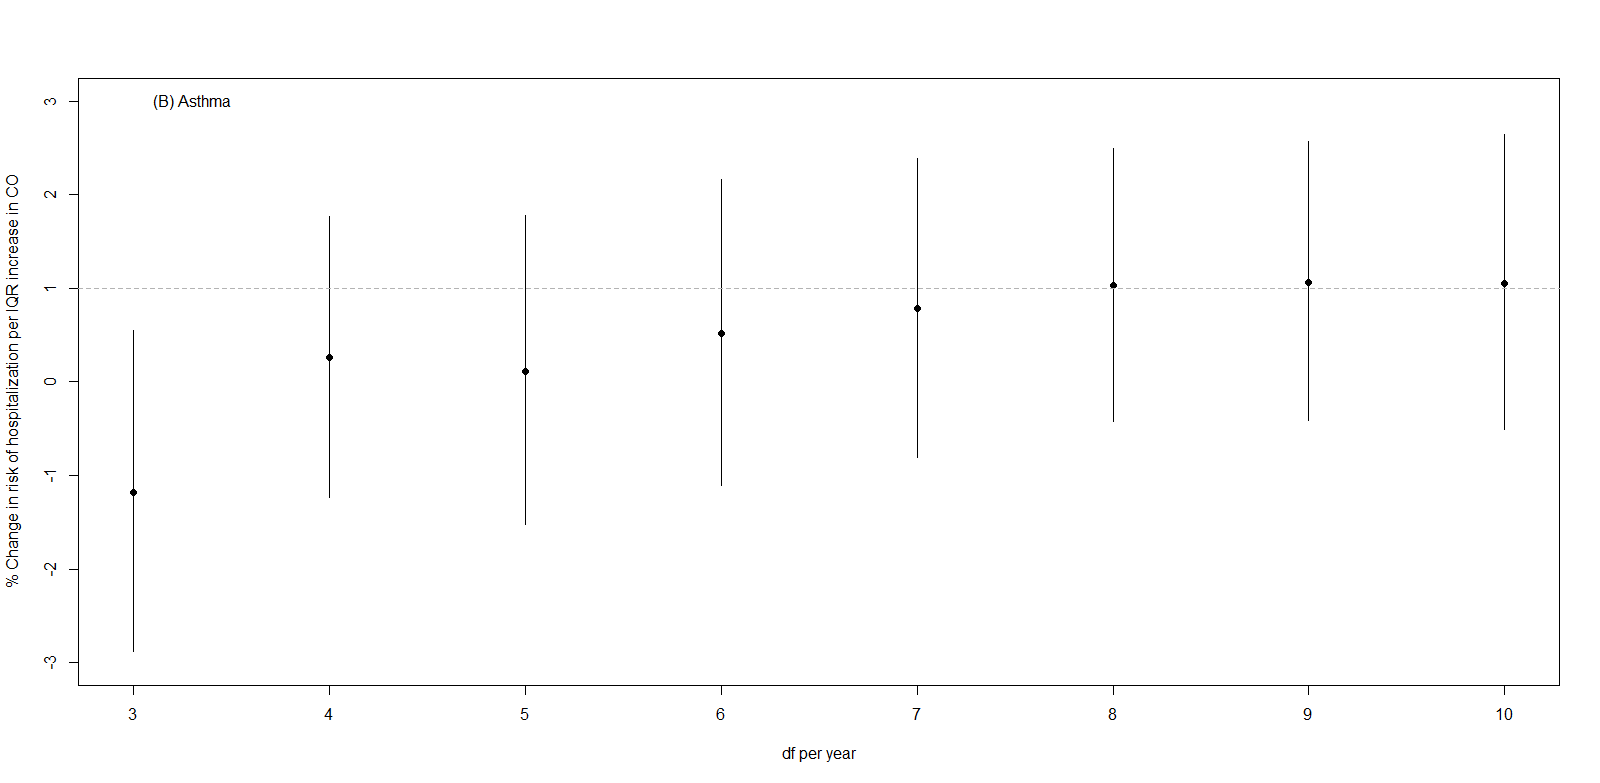 (B) Asthma
% Change in risk of hospitalization per IQR increase in CO
3
2
1
0
-1
-2
-3
3 4 5 6 7 8 9 10
df per year